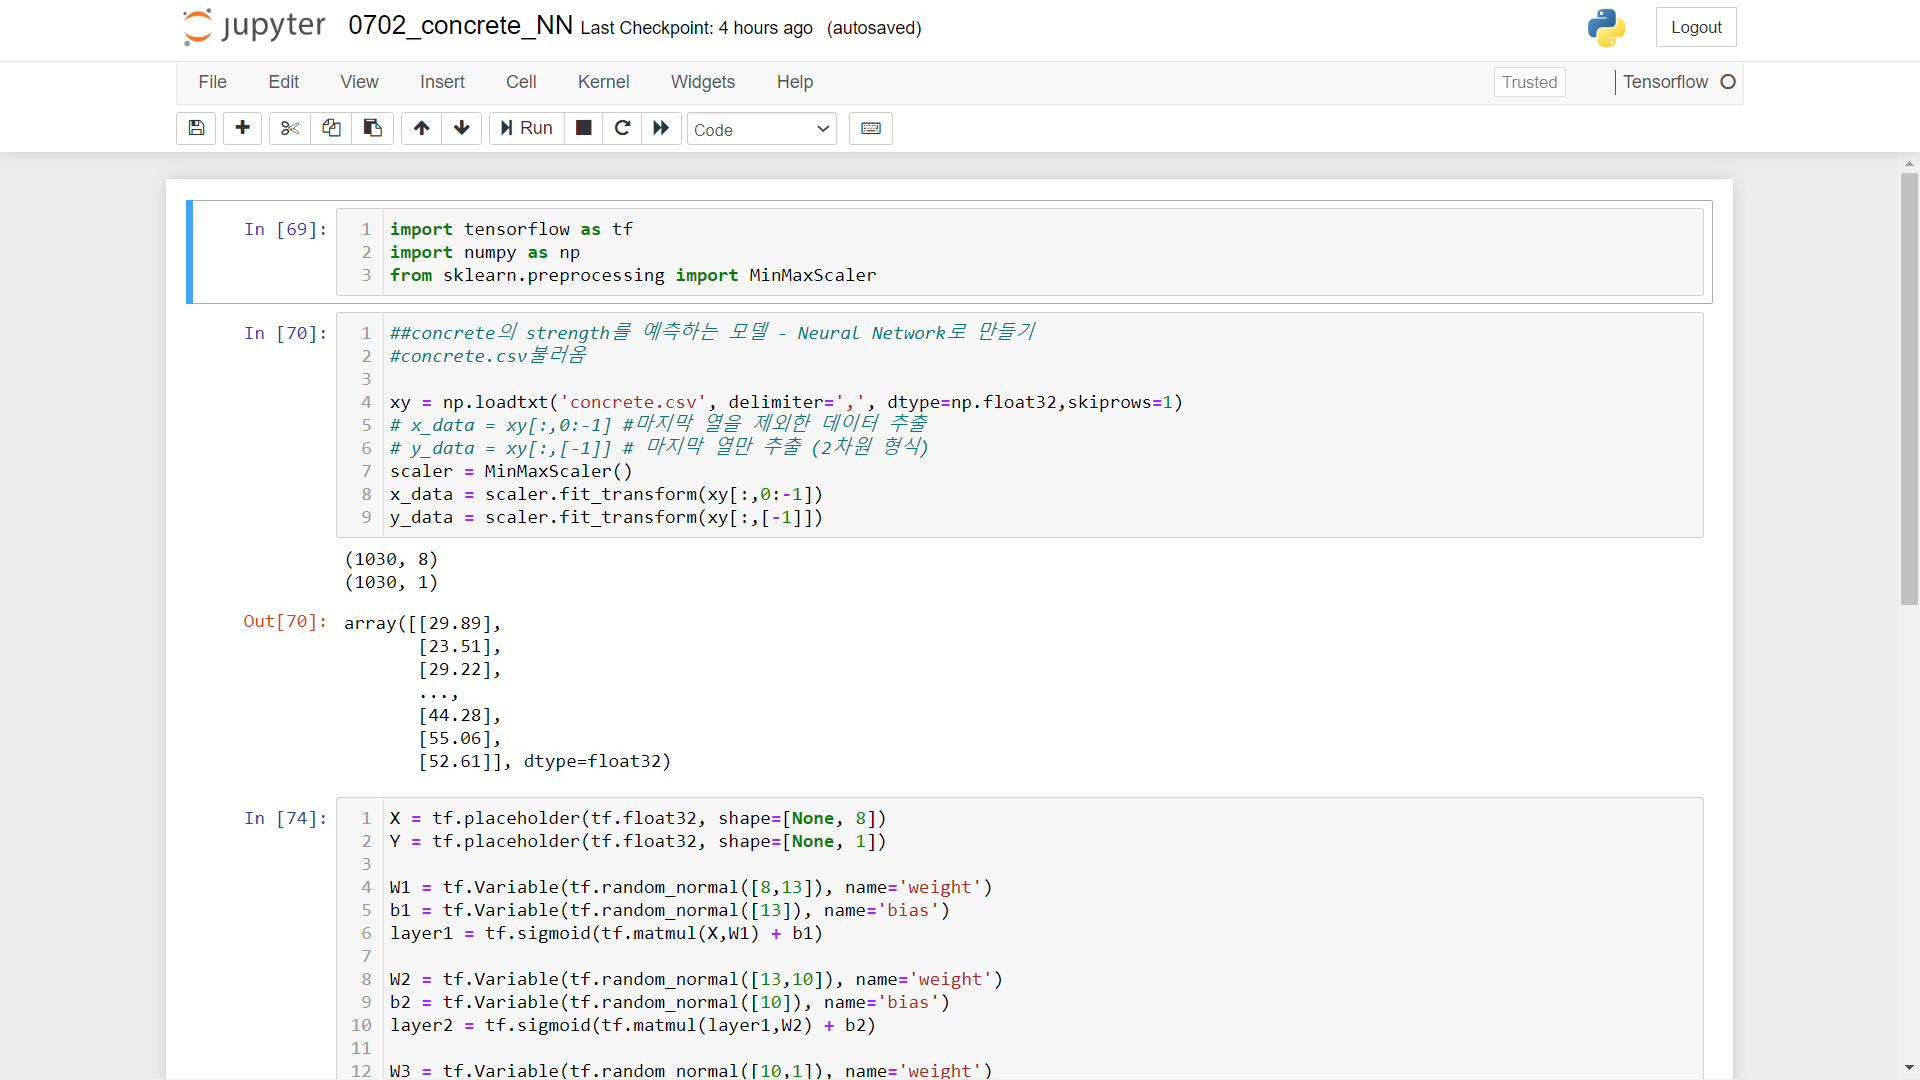 jupyter 0702_concrete_NN Last Checkpoint: 4 hours ago (autosaved) Logout
File Edit View Insert Cell Kernel Widgets Help Trusted Tensorflow
Run Code
In [69]:
1 import tensorflow as tf
2 import numpy as np
3 from sklearn.preprocessing import MinMaxScaler
In [70]:
1 ##concrete의 strength를 예측하는 모델 - Neural Network로 만들기
2 #concrete.csv불러옴
3
4 xy = np.loadtxt('concrete.csv', delimiter=',', dtype=np.float32,skiprows=1)
5 # x_data = xy[:,0:-1] #마지막 열을 제외한 데이터 추출
6 # y_data = xy[:,[-1]] # 마지막 열만 추출 (2차원 형식)
7 scaler = MinMaxScaler()
8 x_data = scaler.fit_transform(xy[:,0:-1])
9 y_data = scaler.fit_transform(xy[:,[-1]])
(1030, 8)
(1030, 1)
Out[70]: array([[29.89],
[23.51],
[29.22],
...,
[44.28],
[55.06],
[52.61]], dtype=float32)
In [74]:
1 X = tf.placeholder(tf.float32, shape=[None, 8])
2 Y = tf.placeholder(tf.float32, shape=[None, 1])
3
4 W1 = tf.Variable(tf.random_normal([8,13]), name='weight')
5 b1 = tf.Variable(tf.random_normal([13]), name='bias')
6 layer1 = tf.sigmoid(tf.matmul(X,W1) + b1)
7
8 W2 = tf.Variable(tf.random_normal([13,10]), name='weight')
9 b2 = tf.Variable(tf.random_normal([10]), name='bias')
10 layer2 = tf.sigmoid(tf.matmul(layer1,W2) + b2)
11
12 W3 = tf.Variable(tf.random_normal([10,1]), name='weight')